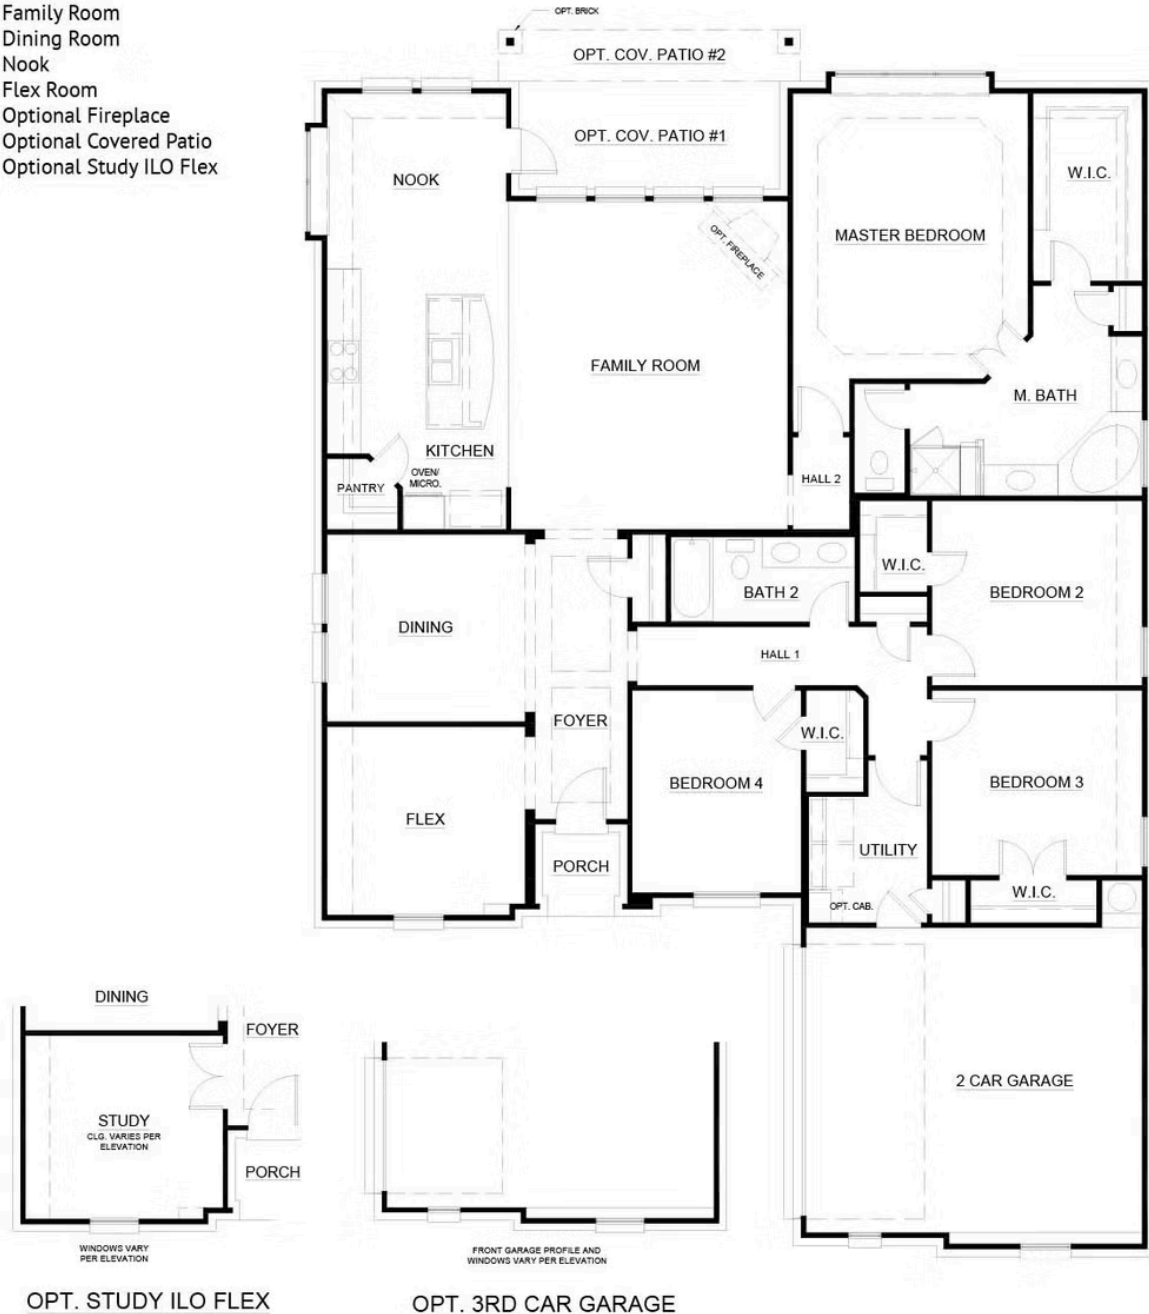 Family Room
Dining Room
Nook
Flex Room
Optional Fireplace
Optional Covered Patio
Optional Study ILO Flex
OPT. BRICK
OPT. COV. PATIO #2
OPT. COV. PATIO #1
NOOK
W.I.C.
MASTER BEDROOM
OPT. FIREPLACE
FAMILY ROOM
M. BATH
KITCHEN
OVEN/
MICRO.
PANTRY
HALL 2
W.I.C.
BATH 2
BEDROOM 2
DINING
HALL 1
FOYER
W.I.C.
BEDROOM 4
BEDROOM 3
FLEX
UTILITY
PORCH
W.I.C.
OPT. CAB.
2 CAR GARAGE
DINING
FOYER
STUDY
CLG. VARIES PER
ELEVATION
PORCH
WINDOWS VARY
PER ELEVATION
FRONT GARAGE PROFILE AND
WINDOWS VARY PER ELEVATION
OPT. STUDY ILO FLEX
OPT. 3RD CAR GARAGE